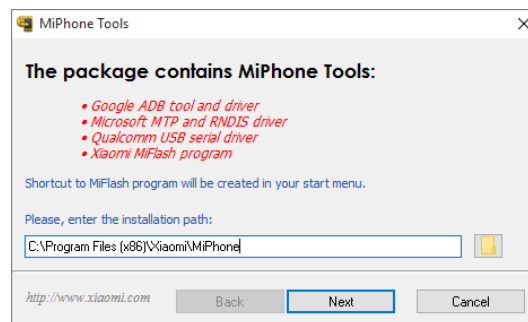 MiPhone Tools
The package contains MiPhone Tools:
• Google ADB tool and driver
• Microsoft MTP and RNDIS driver
• Qualcomm USB serial driver
• Xiaomi MiFlash program
Shortcut to MiFlash program will be created in your start menu.
Please, enter the installation path:
C:\Program Files (x86)\Xiaomi\MiPhone
http://www.xiaomi.com
Back
Next
Cancel